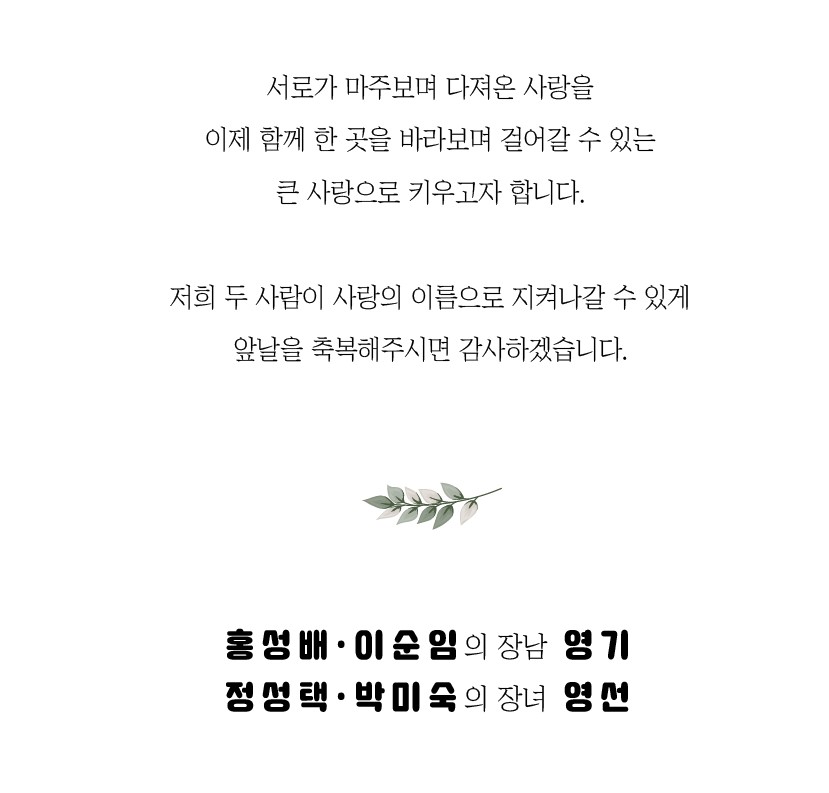 서로가 마주보며 다져온 사랑을
이제 함께 한 곳을 바라보며 걸어갈 수 있는
큰 사랑으로 키우고자 합니다.
저희 두 사람이 사랑의 이름으로 지켜나갈 수 있게
앞날을 축복해주시면 감사하겠습니다.
홍성배·이순임의 장남 영기
정성택·박미숙의 장녀 영선